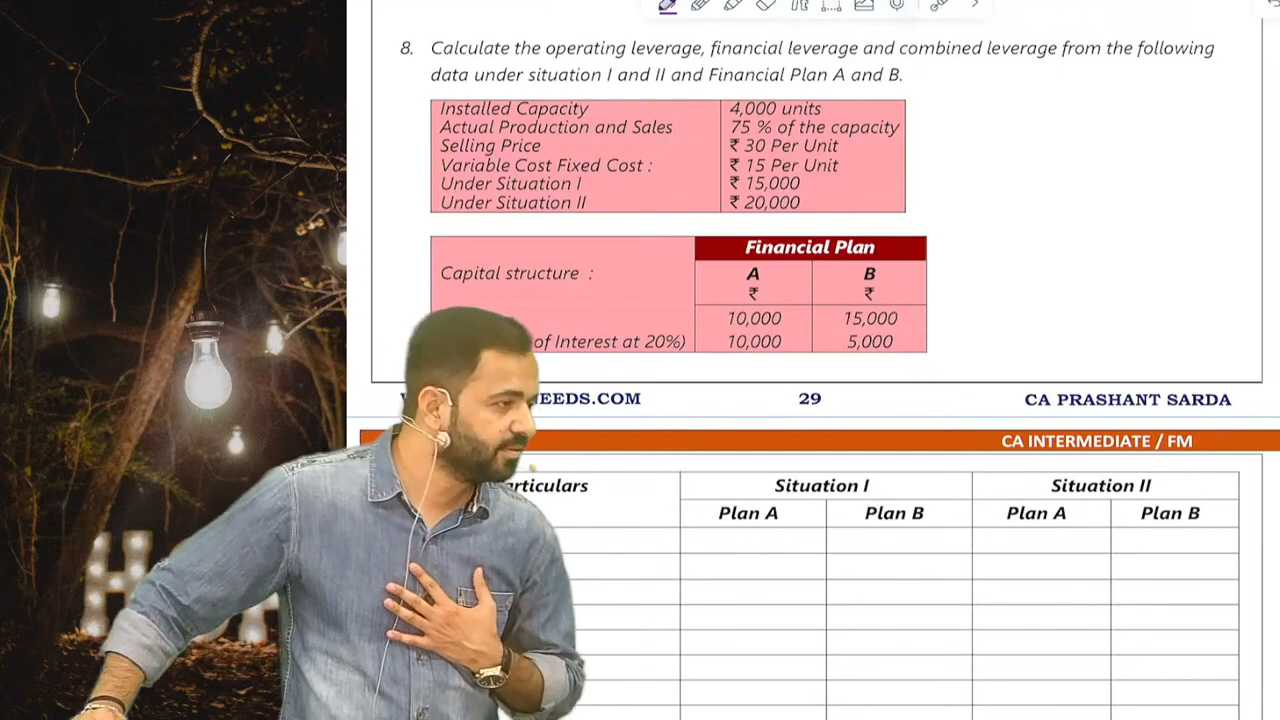 8. Calculate the operating leverage, financial leverage and combined leverage from the following
data under situation I and II and Financial Plan A and B.
Installed Capacity 4,000 units
Actual Production and Sales 75 % of the capacity
Selling Price ₹ 30 Per Unit
Variable Cost Fixed Cost : ₹ 15 Per Unit
Under Situation I ₹ 15,000
Under Situation II ₹ 20,000
Financial Plan
Capital structure : A B
₹ ₹
10,000 15,000
of Interest at 20%) 10,000 5,000
EEDS.COM 29 CA PRASHANT SARDA
CA INTERMEDIATE / FM
articulars Situation I Situation II
Plan A Plan B Plan A Plan B